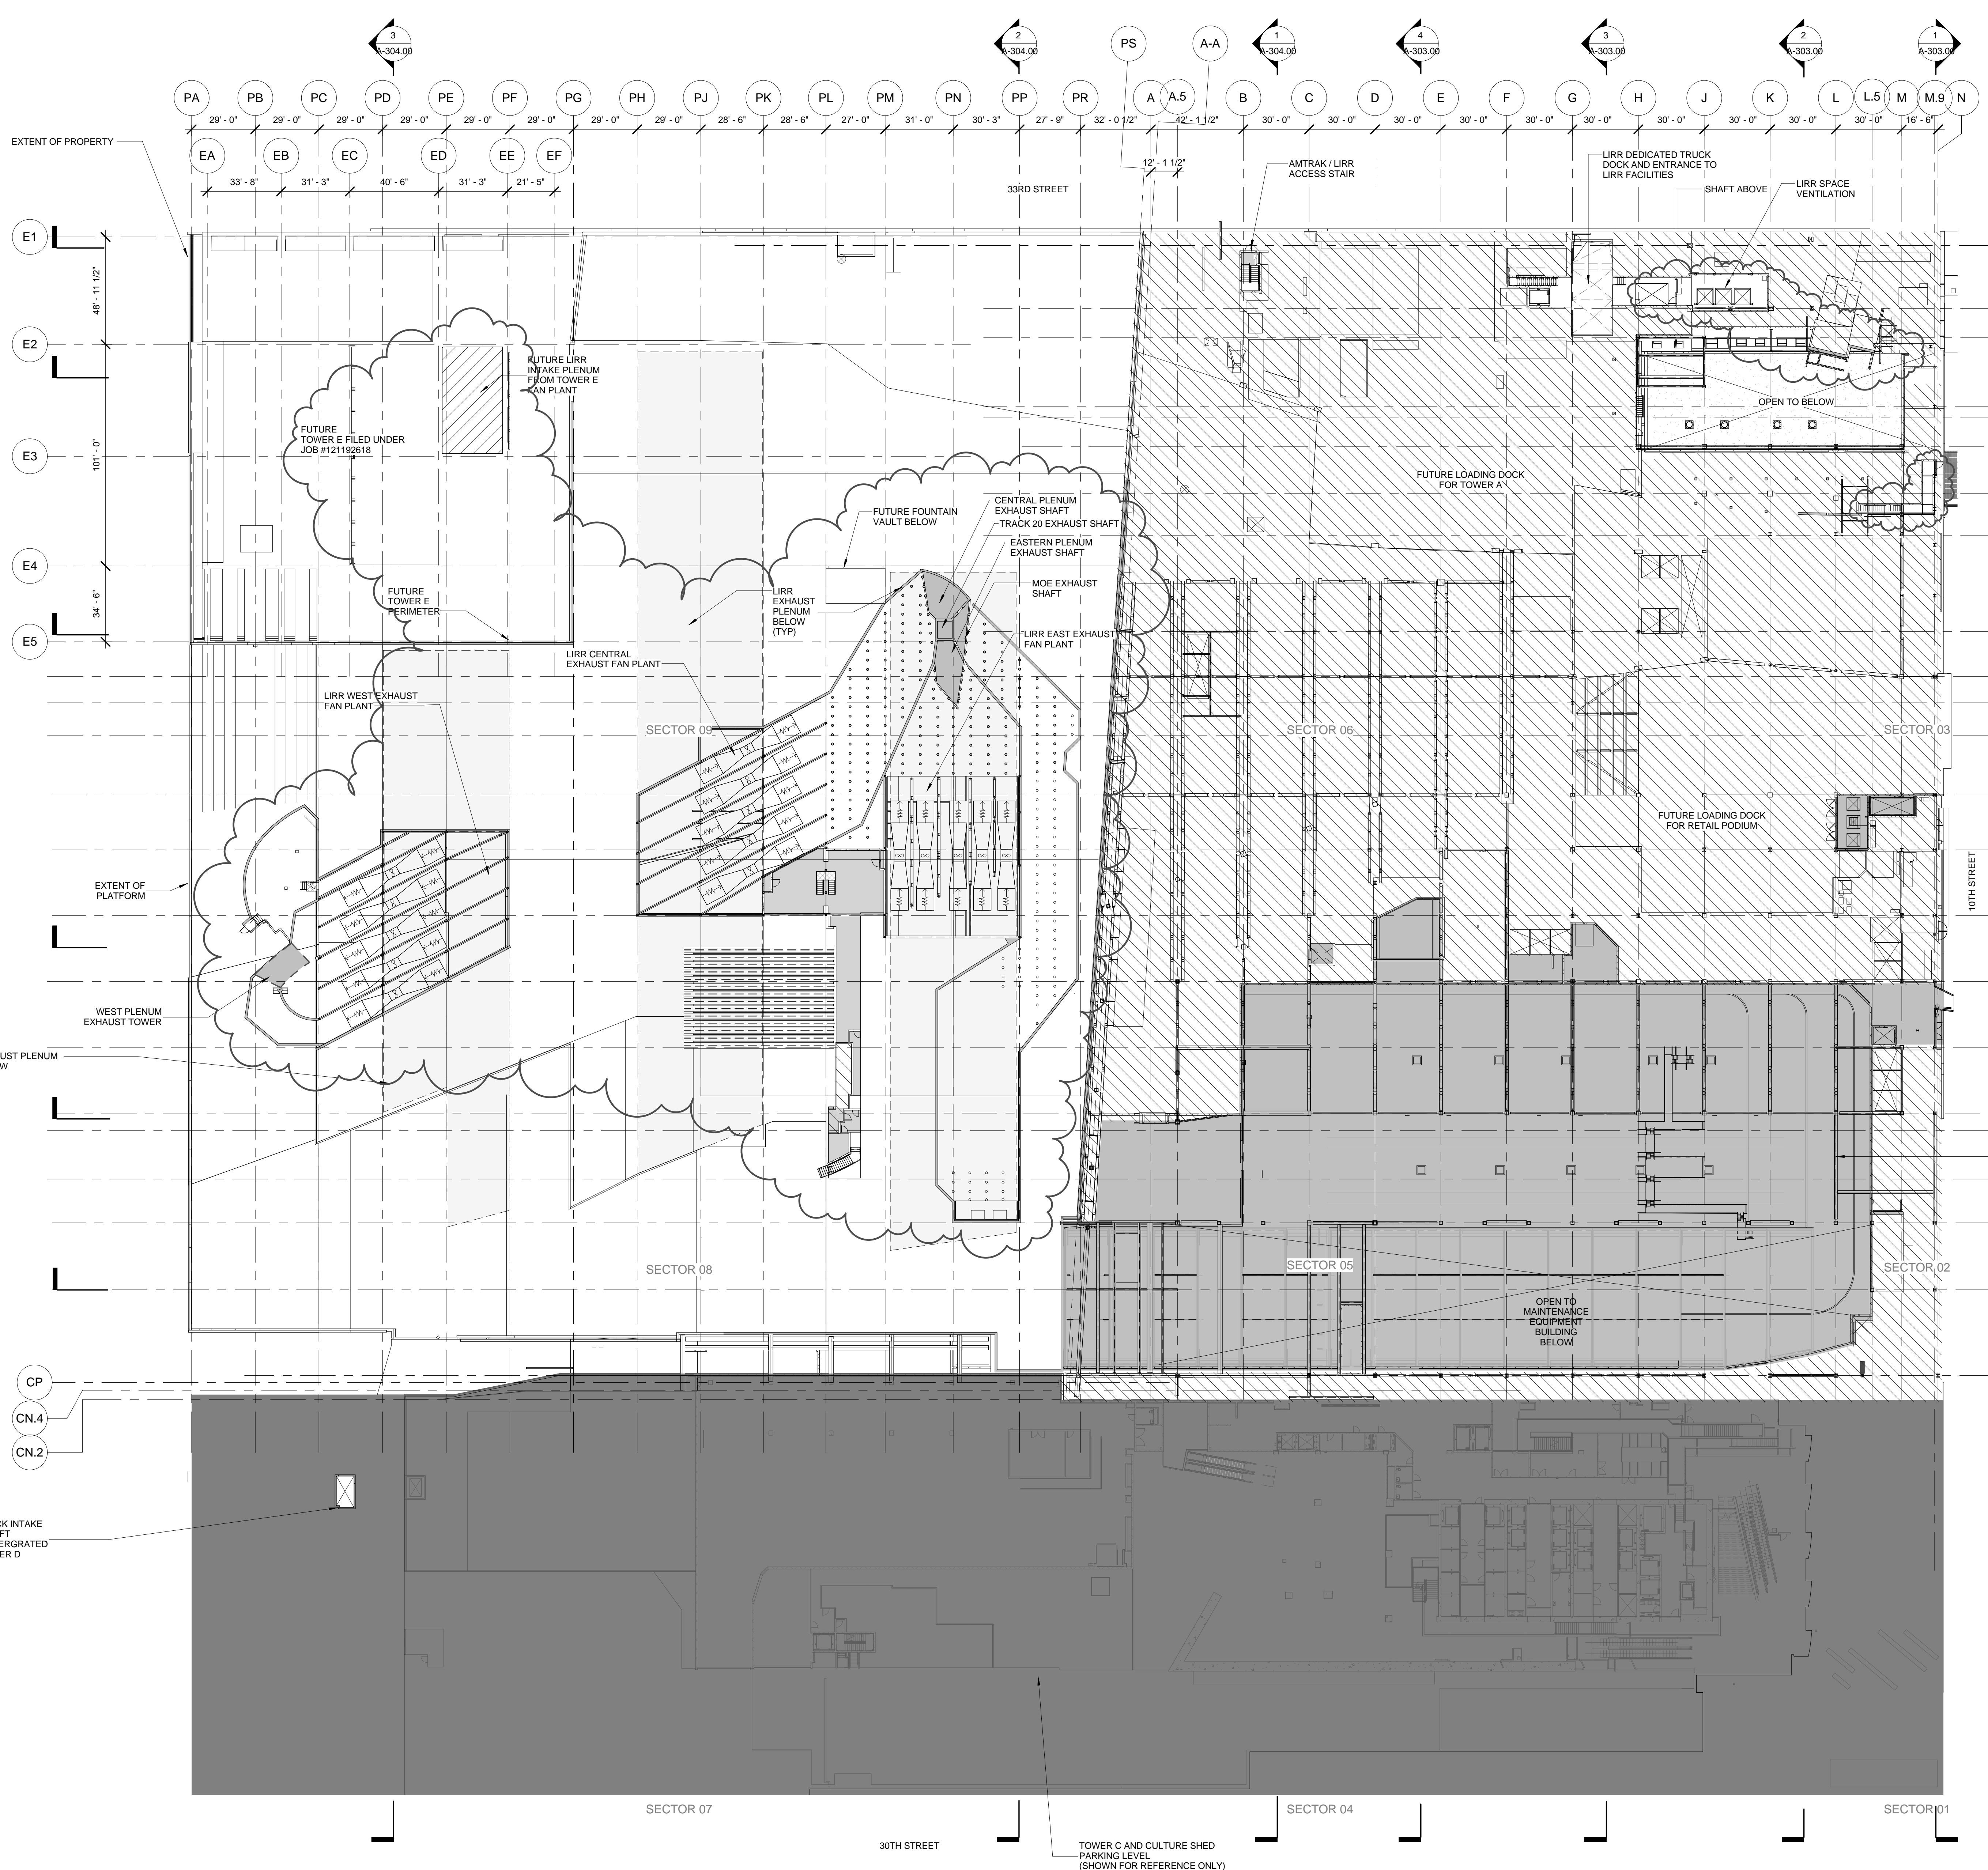 3
A-304.00
2
A-304.00
PS
A-A
1
A-304.00
4
A-303.00
3
A-303.00
2
A-303.00
1
A-303.00
PA
PB
PC
PD
PE
PF
PG
PH
PJ
PK
PL
PM
PN
PP
PR
A
A.5
B
C
D
E
F
G
H
J
K
L
L.5
M
M.9
N
29' - 0"
29' - 0"
29' - 0"
29' - 0"
29' - 0"
29' - 0"
29' - 0"
29' - 0"
28' - 6"
28' - 6"
27' - 0"
31' - 0"
30' - 3"
27' - 9"
32' - 0 1/2"
42' - 1 1/2"
30' - 0"
30' - 0"
30' - 0"
30' - 0"
30' - 0"
30' - 0"
30' - 0"
30' - 0"
30' - 0"
30' - 0"
16' - 6"
EXTENT OF PROPERTY
EA
EB
EC
ED
EE
EF
33' - 8"
31' - 3"
40' - 6"
31' - 3"
21' - 5"
12' - 1 1/2"
33RD STREET
AMTRAK / LIRR
ACCESS STAIR
LIRR DEDICATED TRUCK
DOCK AND ENTRANCE TO
LIRR FACILITIES
SHAFT ABOVE
LIRR SPACE
VENTILATION
E1
48' - 11 1/2"
E2
101' - 0"
E3
E4
34' - 6"
E5
FUTURE LIRR
INTAKE PLENUM
FROM TOWER E
FAN PLANT
FUTURE
TOWER E FILED UNDER
JOB #121192618
OPEN TO BELOW
FUTURE LOADING DOCK
FOR TOWER A
CENTRAL PLENUM
EXHAUST SHAFT
TRACK 20 EXHAUST SHAFT
EASTERN PLENUM
EXHAUST SHAFT
FUTURE FOUNTAIN
VAULT BELOW
MOE EXHAUST
SHAFT
FUTURE
TOWER E
PERIMETER
LIRR
EXHAUST
PLENUM
BELOW
(TYP)
LIRR EAST EXHAUST
FAN PLANT
LIRR CENTRAL
EXHAUST FAN PLANT
LIRR WEST EXHAUST
FAN PLANT
SECTOR 09
SECTOR 06
SECTOR 03
FUTURE LOADING DOCK
FOR RETAIL PODIUM
10TH STREET
EXTENT OF
PLATFORM
WEST PLENUM
EXHAUST TOWER
UST PLENUM
W
SECTOR 08
SECTOR 05
SECTOR 02
OPEN TO
MAINTENANCE
EQUIPMENT
BUILDING
BELOW
CP
CN.4
CN.2
CK INTAKE
FT
ERGRATED
ER D
SECTOR 07
SECTOR 04
SECTOR 01
30TH STREET
TOWER C AND CULTURE SHED
PARKING LEVEL
(SHOWN FOR REFERENCE ONLY)